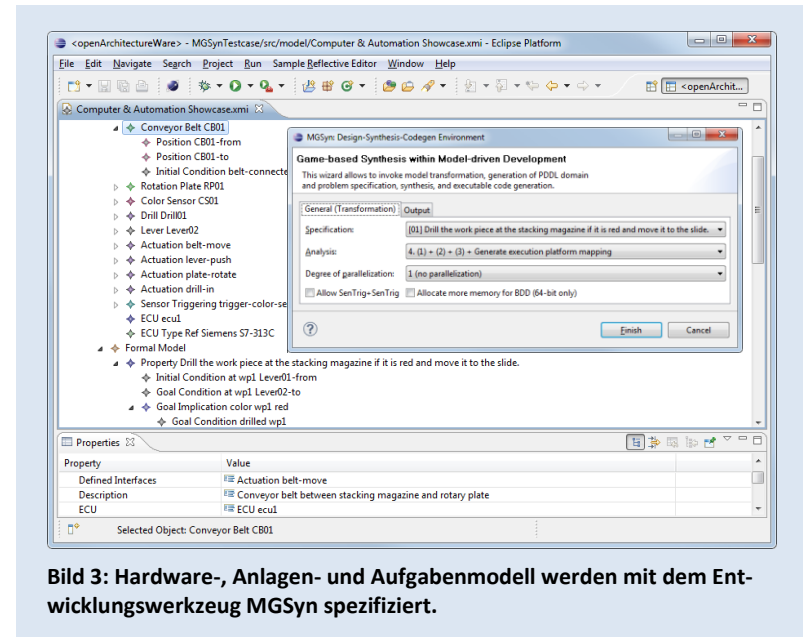 <openArchitectureWare> - MGSynTestcase/src/model/Computer & Automation Showcase.xmi - Eclipse Platform
File Edit Navigate Search Project Run Sample Reflective Editor Window Help
<openArchit...
Computer & Automation Showcase.xmi
Conveyor Belt CB01
Position CB01-from
Position CB01-to
Initial Condition belt-connecte
Rotation Plate RP01
Color Sensor CS01
Drill Drill01
Lever Lever02
Actuation belt-move
Actuation lever-push
Actuation plate-rotate
Actuation drill-in
Sensor Triggering trigger-color-se
ECU ecu1
ECU Type Ref Siemens S7-313C
Formal Model
Property Drill the work piece at the stacking magazine if it is red and move it to the slide.
Initial Condition at wp1 Lever01-from
Goal Condition at wp1 Lever02-to
Goal Implication color wp1 red
Goal Condition drilled wp1
MGSyn: Design-Synthesis-Codegen Environment
Game-based Synthesis within Model-driven Development
This wizard allows to invoke model transformation, generation of PDDL domain
and problem specification, synthesis, and executable code generation.
General (Transformation) Output
Specification: [01] Drill the work piece at the stacking magazine if it is red and move it to the slide.
Analysis: 4. (1) + (2) + (3) + Generate execution platform mapping
Degree of parallelization: 1 (no parallelization)
Allow SenTrig+SenTrig Allocate more memory for BDD (64-bit only)
Finish Cancel
Properties
Property Value
Defined Interfaces Actuation belt-move
Description Conveyor belt between stacking magazine and rotary plate
ECU ECU ecu1
Selected Object: Conveyor Belt CB01
Bild 3: Hardware-, Anlagen- und Aufgabenmodell werden mit dem Ent-
wicklungswerkzeug MGSyn spezifiziert.